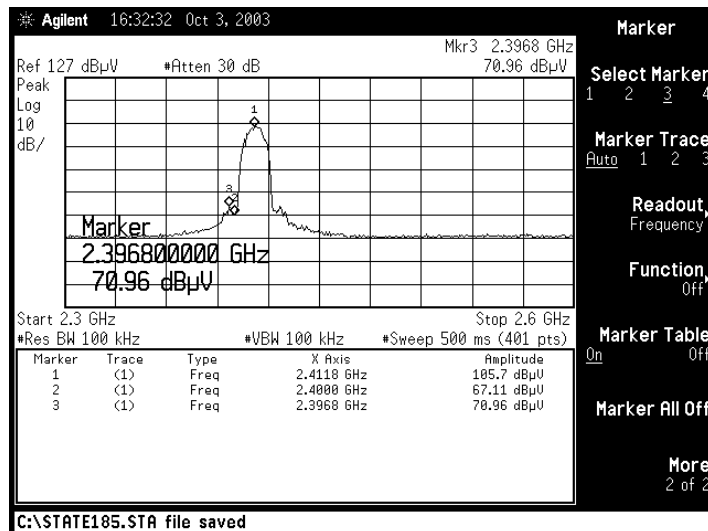 Agilent 16:32:32 Oct 3, 2003
Mkr3 2.3968 GHz
Ref 127 dBµV #Atten 30 dB 70.96 dBµV
Peak
Log
10
dB/
1
3
Marker
2.396800000 GHz
70.96 dBµV
Start 2.3 GHz Stop 2.6 GHz
#Res BW 100 kHz #VBW 100 kHz #Sweep 500 ms (401 pts)
Marker Trace Type X Axis Amplitude
1 (1) Freq 2.4118 GHz 105.7 dBµV
2 (1) Freq 2.4000 GHz 67.11 dBµV
3 (1) Freq 2.3968 GHz 70.96 dBµV
C:\STATE185.STA file saved
Marker
Select Marker
1 2 3 4
Marker Trace
Auto 1 2 3
Readout
Frequency
Function
Off
Marker Table
On Off
Marker All Off
More
2 of 2